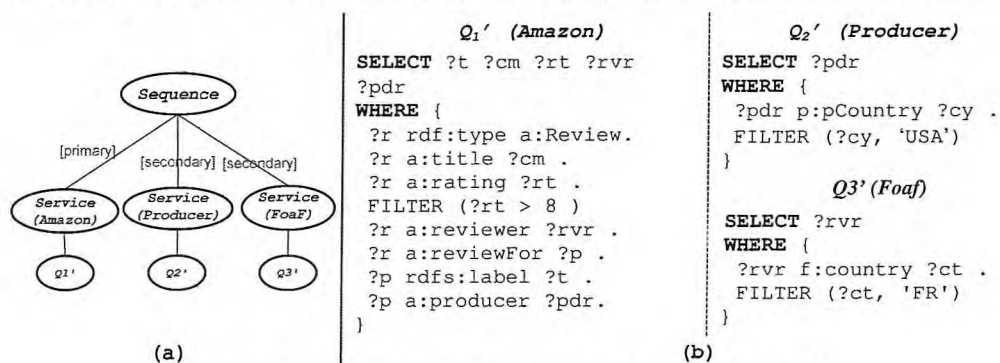 Sequence
[primary]
[secondary]
[secondary]
Service
(Amazon)
Service
(Producer)
Service
(FoaF)
Q1'
Q2'
Q3'
(a)
Q₁' (Amazon)
SELECT ?t ?cm ?rt ?rvr
?pdr
WHERE {
?r rdf:type a:Review.
?r a:title ?cm .
?r a:rating ?rt .
FILTER (?rt > 8 )
?r a:reviewer ?rvr .
?r a:reviewFor ?p .
?p rdfs:label ?t .
?p a:producer ?pdr.
}
Q₂' (Producer)
SELECT ?pdr
WHERE {
?pdr p:pCountry ?cy .
FILTER (?cy, ‘USA’)
}
Q3’ (Foaf)
SELECT ?rvr
WHERE {
?rvr f:country ?ct .
FILTER (?ct, 'FR')
}
(b)